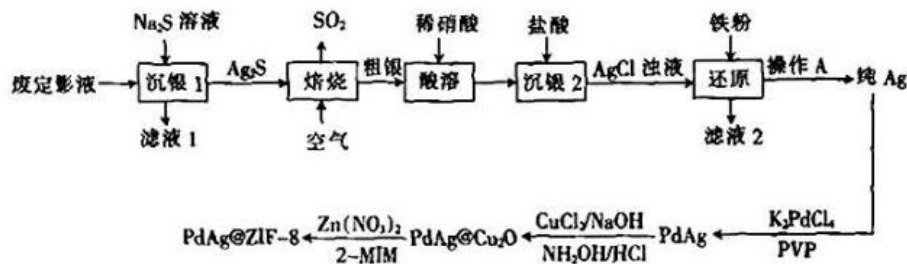 Na₂S 溶液 SO₂ 稀硝酸 盐酸 铁粉
废定影液 沉银 1 Ag₂S 焙烧 粗银 酸溶 沉银 2 AgCl 浊液 还原 操作 A 纯 Ag
滤液 1 空气 滤液 2
PdAg@ZIF-8 Zn(NO₃)₂ PdAg@Cu₂O CuCl₂/NaOH PdAg K₂PdCl₄
2-MIM NH₂OH/HCl PVP